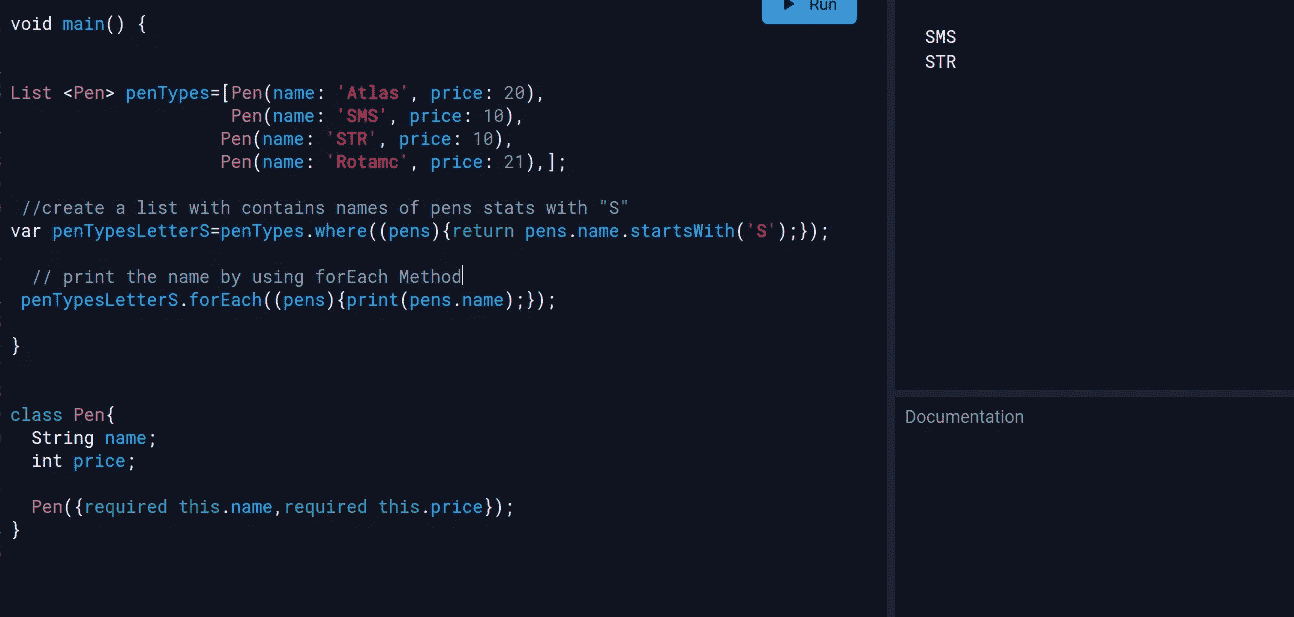 void main() {
Run
List <Pen> penTypes=[Pen(name: 'Atlas', price: 20),
Pen(name: 'SMS', price: 10),
Pen(name: 'STR', price: 10),
Pen(name: 'Rotamc', price: 21),];
//create a list with contains names of pens stats with "S"
var penTypesLetterS=penTypes.where((pens){return pens.name.startsWith('S');});
// print the name by using forEach Method
penTypesLetterS.forEach((pens){print(pens.name);});
}
class Pen{
String name;
int price;
Pen({required this.name,required this.price});
}
SMS
STR
Documentation